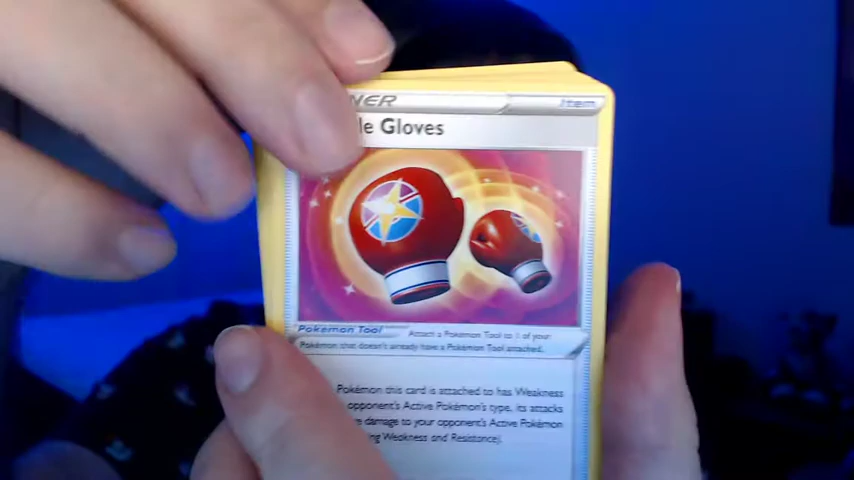 NER Item
le Gloves
Pokémon Tool Attach a Pokémon Tool to 1 of your
Pokémon that doesn't already have a Pokémon Tool attached.
Pokémon this card is attached to has Weakness
opponent's Active Pokémon's type, its attacks
e damage to your opponent's Active Pokémon
ng Weakness and Resistance).